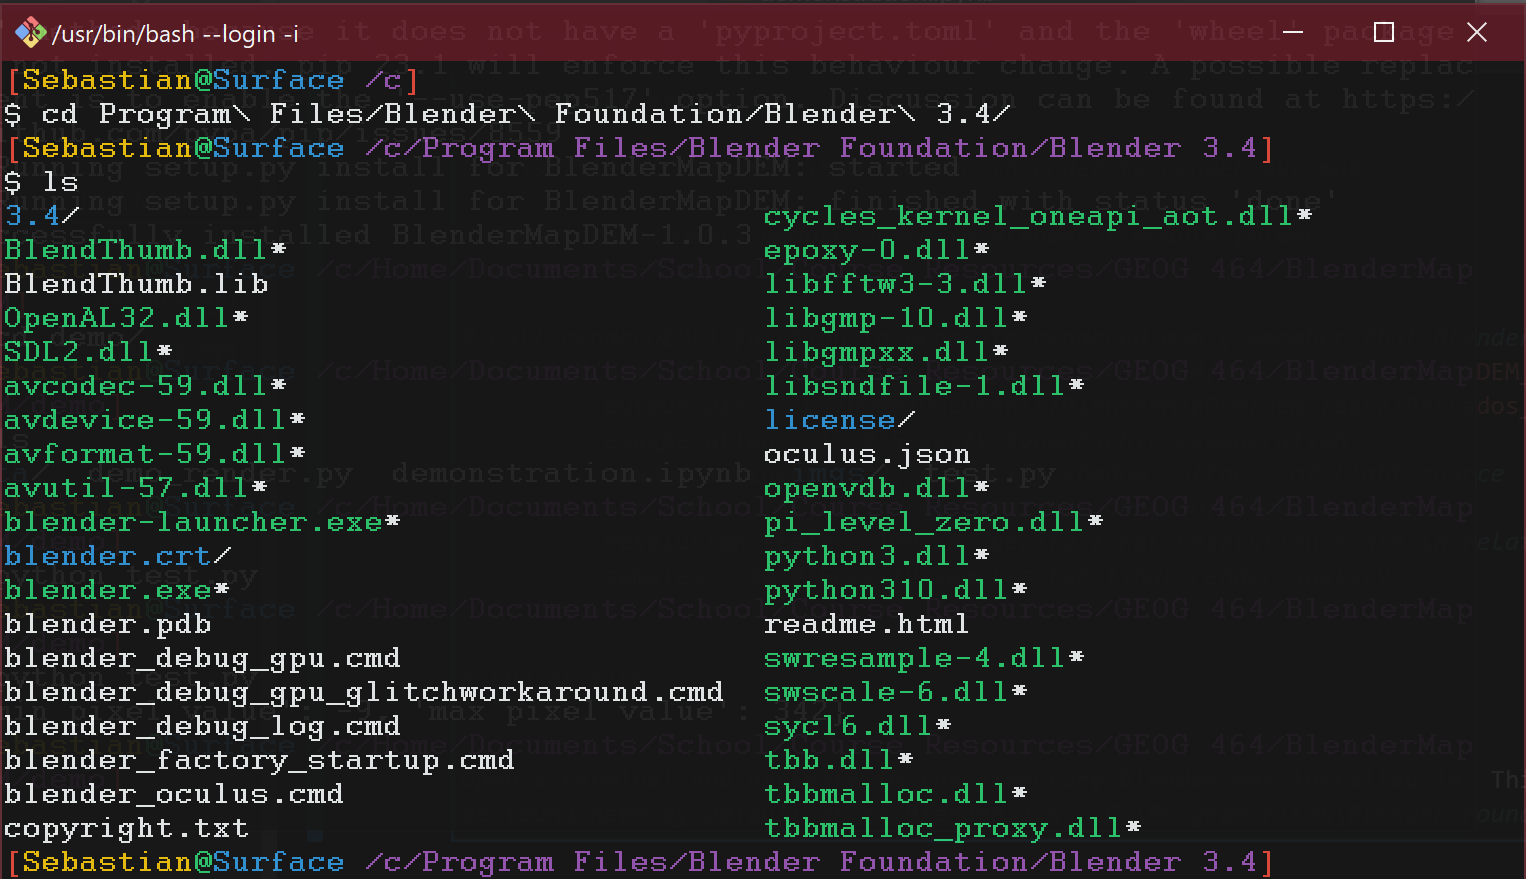 /usr/bin/bash --login -i
[Sebastian@Surface /c]
$ cd Program\ Files/Blender\ Foundation/Blender\ 3.4/
[Sebastian@Surface /c/Program Files/Blender Foundation/Blender 3.4]
$ ls
3.4/ cycles_kernel_oneapi_aot.dll*
BlendThumb.dll* epoxy-0.dll*
BlendThumb.lib libfftw3-3.dll*
OpenAL32.dll* libgmp-10.dll*
SDL2.dll* libgmpxx.dll*
avcodec-59.dll* libsndfile-1.dll*
avdevice-59.dll* license/
avformat-59.dll* oculus.json
avutil-57.dll* openvdb.dll*
blender-launcher.exe* pi_level_zero.dll*
blender.crt/ python3.dll*
blender.exe* python310.dll*
blender.pdb readme.html
blender_debug_gpu.cmd swresample-4.dll*
blender_debug_gpu_glitchworkaround.cmd swscale-6.dll*
blender_debug_log.cmd sycl6.dll*
blender_factory_startup.cmd tbb.dll*
blender_oculus.cmd tbbmalloc.dll*
copyright.txt tbbmalloc_proxy.dll*
[Sebastian@Surface /c/Program Files/Blender Foundation/Blender 3.4]